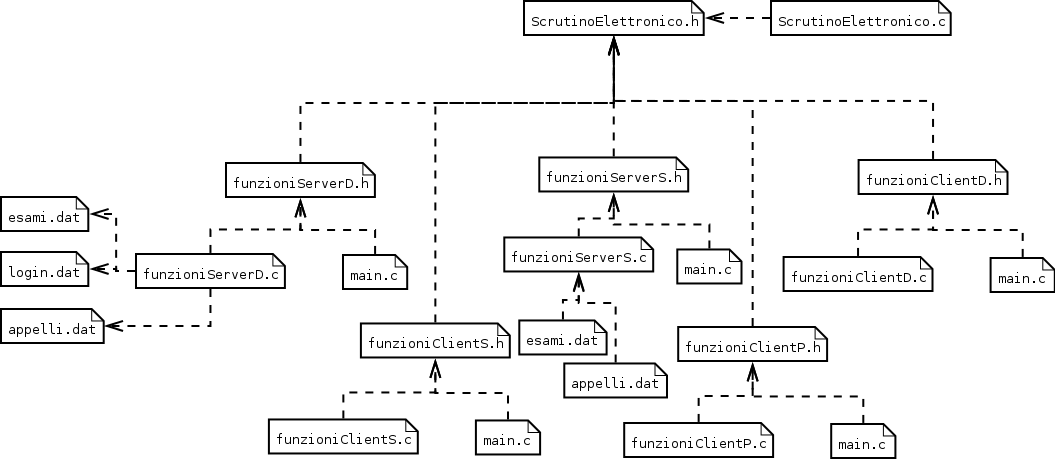 ScrutinoElettronico.h
ScrutinoElettronico.c
funzioniServerD.h
funzioniServerS.h
funzioniClientD.h
esami.dat
login.dat
appelli.dat
funzioniServerD.c
main.c
funzioniServerS.c
main.c
funzioniClientD.c
main.c
funzioniClientS.h
esami.dat
appelli.dat
funzioniClientP.h
funzioniClientS.c
main.c
funzioniClientP.c
main.c